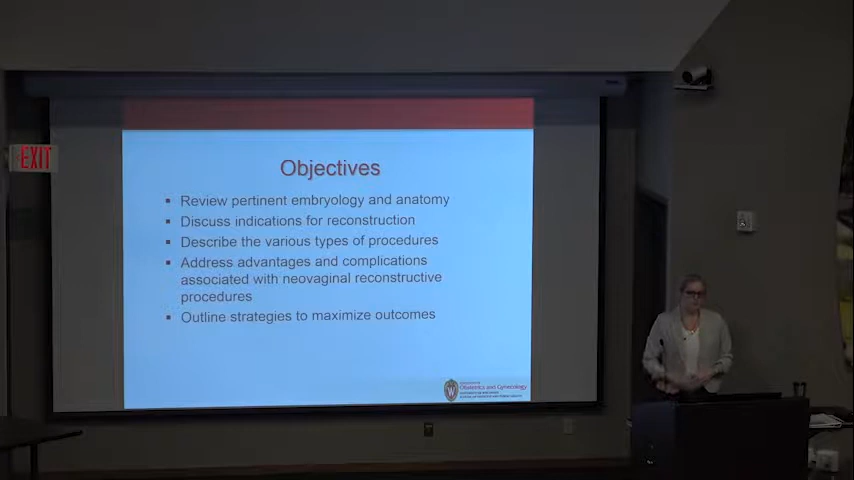 EXIT
Objectives
▪ Review pertinent embryology and anatomy
▪ Discuss indications for reconstruction
▪ Describe the various types of procedures
▪ Address advantages and complications
associated with neovaginal reconstructive
procedures
▪ Outline strategies to maximize outcomes
W
Obstetrics and Gynecology